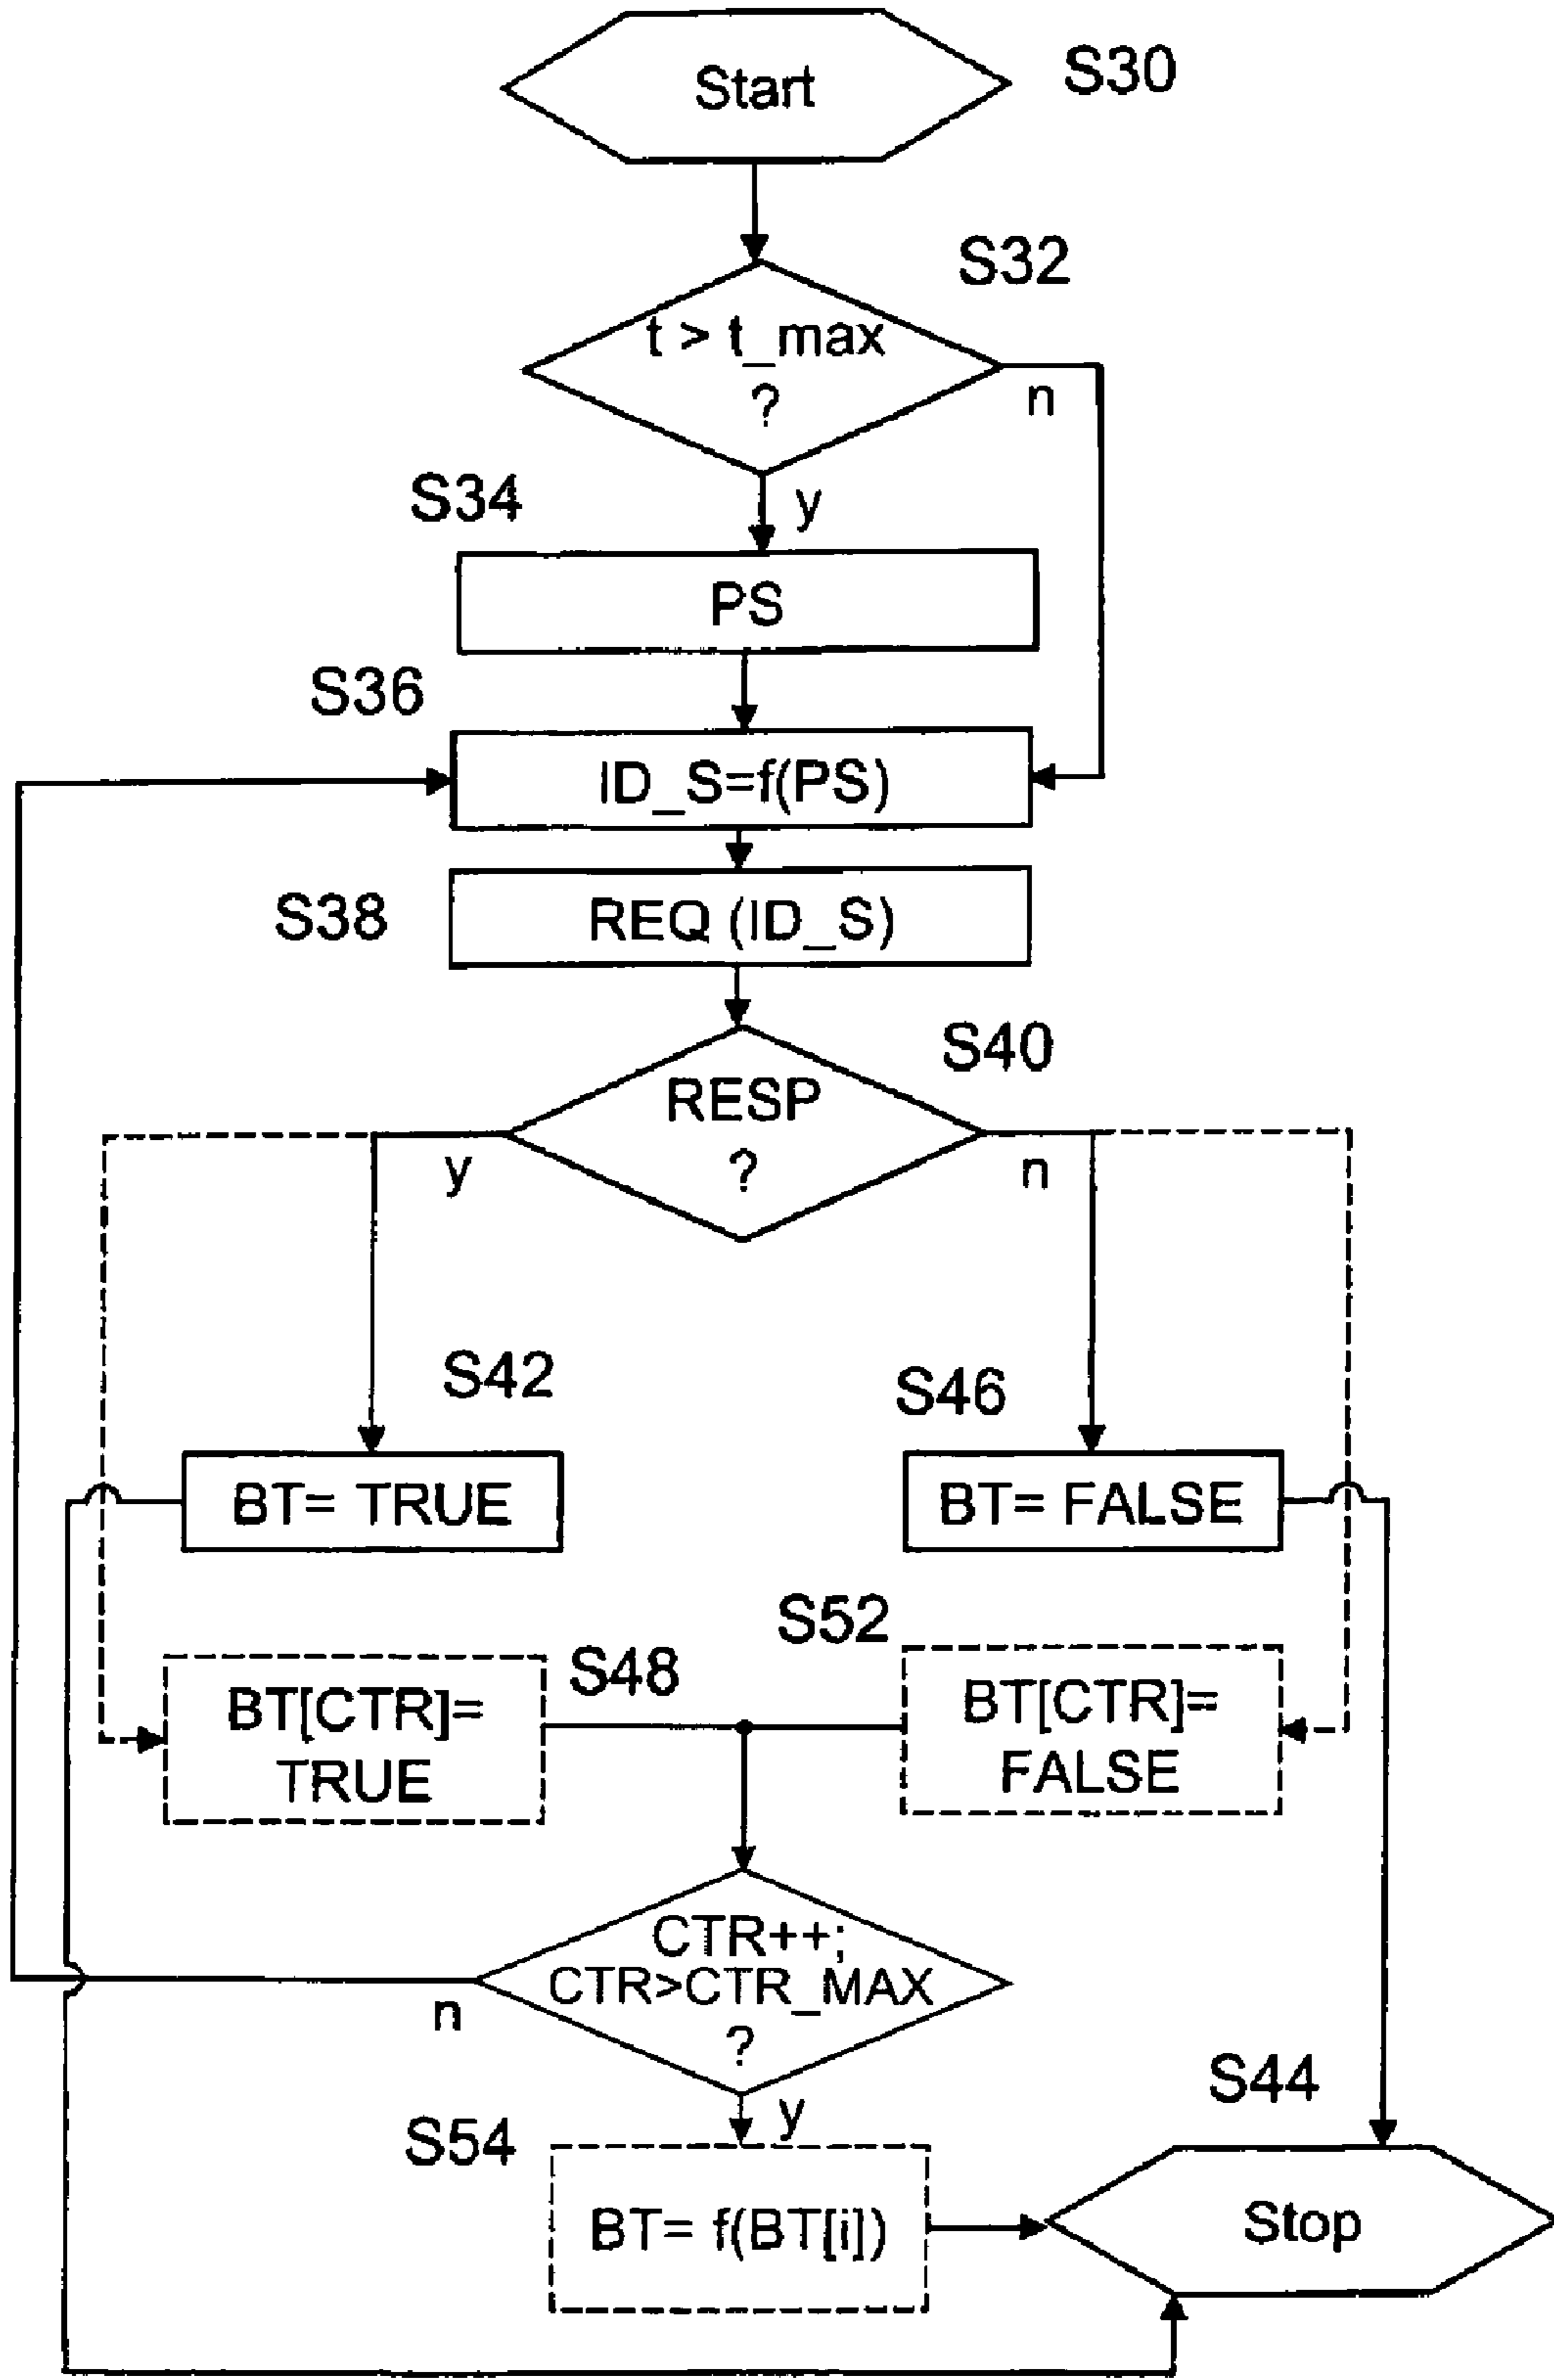 Start
S30
S32
t > t_max
?
n
S34
y
PS
S36
ID_S=f(PS)
S38
REQ (ID_S)
S40
RESP
?
y
n
S42
S46
BT= TRUE
BT= FALSE
S52
S48
BT[CTR]=
TRUE
BT[CTR]=
FALSE
CTR++;
CTR>CTR_MAX
?
n
y
S44
S54
BT= f(BT[i])
Stop